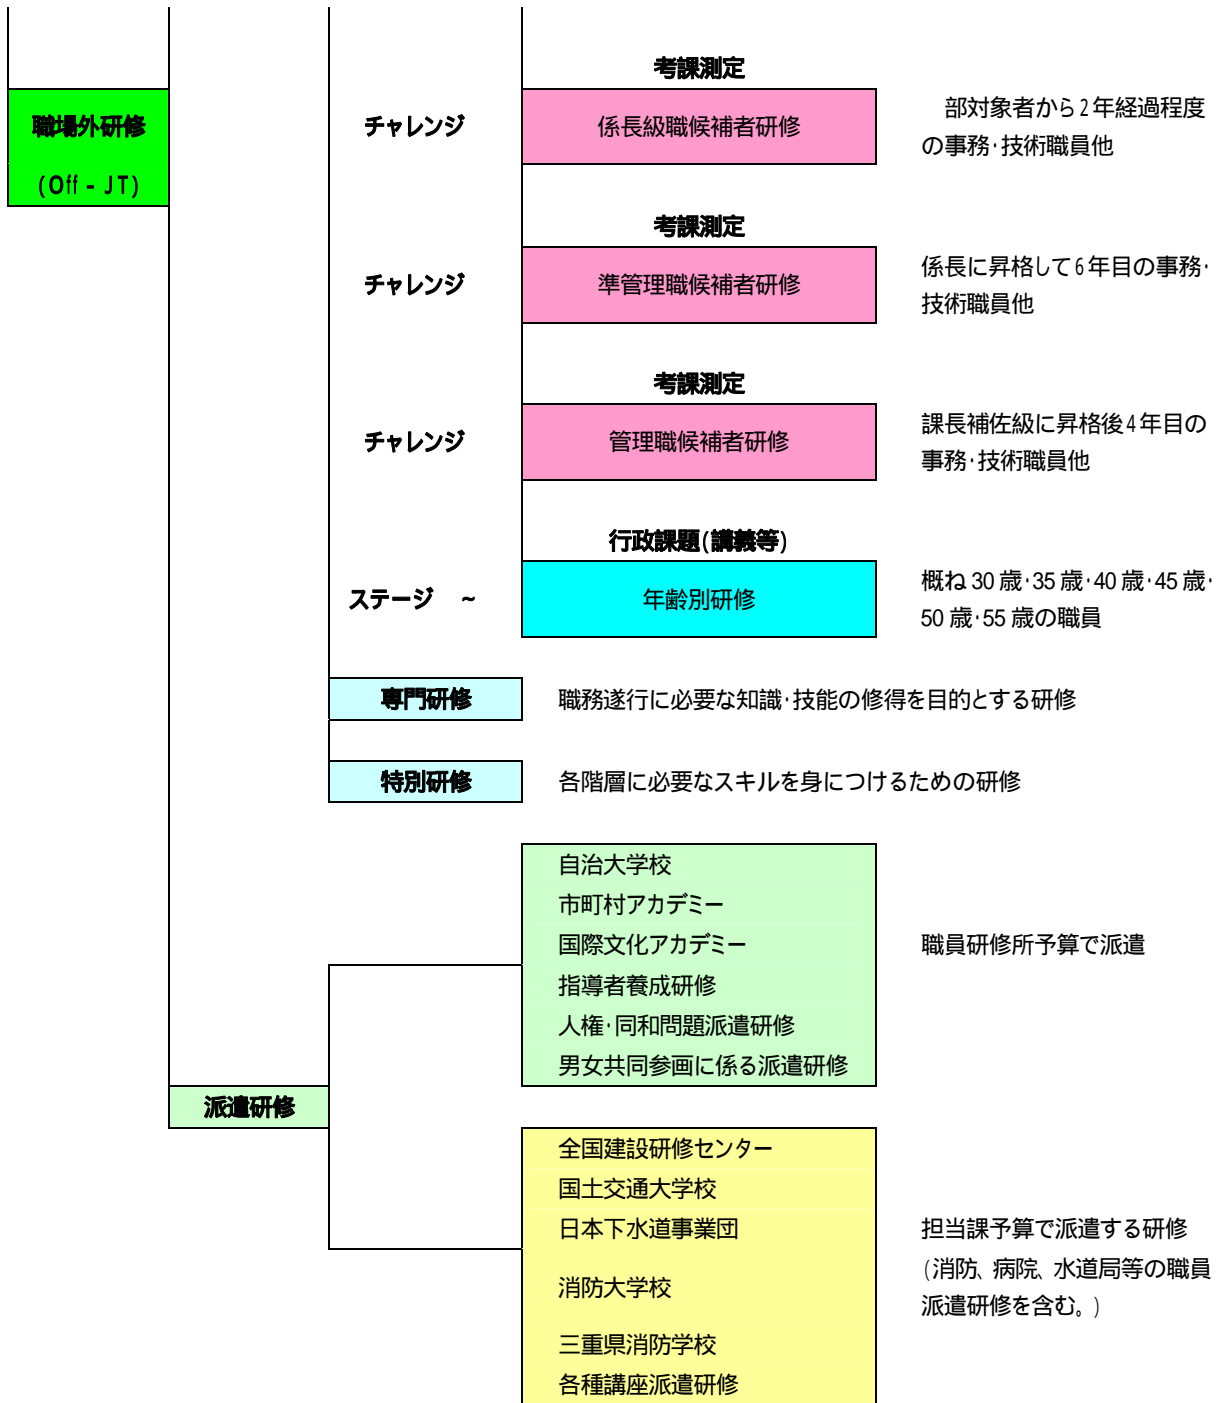 考課測定
職場外研修
(Off - JT)
チャレンジ
係長級職候補者研修
部対象者から2年経過程度
の事務·技術職員他
考課測定
チャレンジ
準管理職候補者研修
係長に昇格して6年目の事務·
技術職員他
考課測定
チャレンジ
管理職候補者研修
課長補佐級に昇格後4年目の
事務·技術職員他
行政課題(講義等)
ステージ ~
年齢別研修
概ね30歳·35歳·40歳·45歳·
50歳·55歳の職員
専門研修
職務遂行に必要な知識·技能の修得を目的とする研修
特別研修
各階層に必要なスキルを身につけるための研修
自治大学校
市町村アカデミー
国際文化アカデミー
指導者養成研修
人権·同和問題派遣研修
男女共同参画に係る派遣研修
職員研修所予算で派遣
派遣研修
全国建設研修センター
国土交通大学校
日本下水道事業団
消防大学校
三重県消防学校
各種講座派遣研修
担当課予算で派遣する研修
(消防、病院、水道局等の職員
派遣研修を含む。)